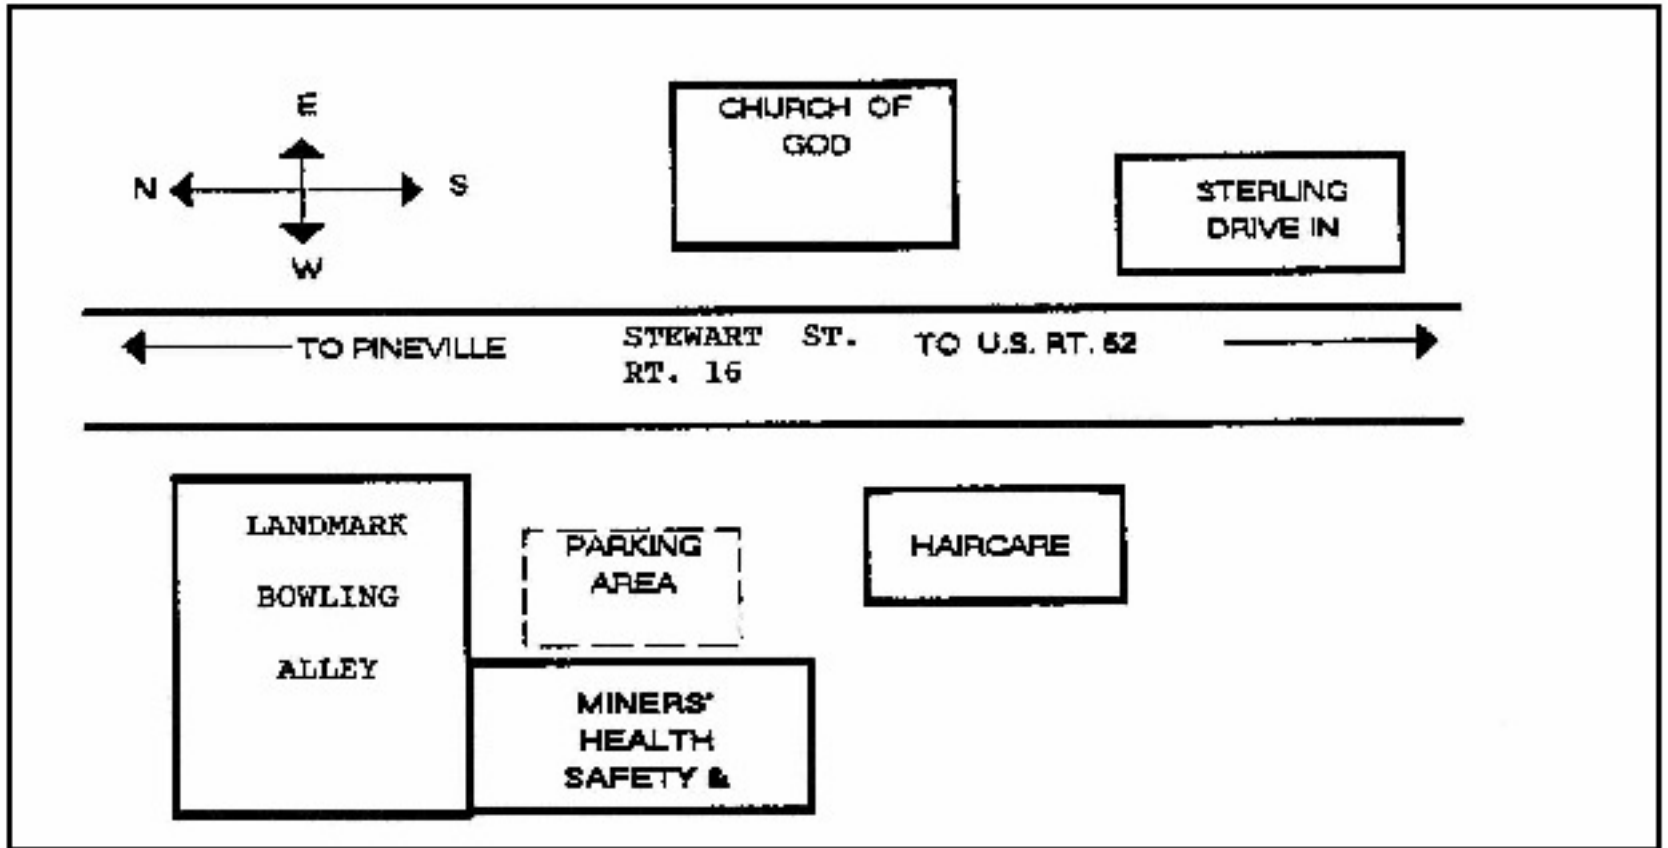 E
N
S
W
CHURCH OF
GOD
STERLING
DRIVE IN
TO PINEVILLE
STEWART ST.
RT. 16
TO U.S. RT. 52
LANDMARK
BOWLING
ALLEY
PARKING
AREA
HAIRCARE
MINERS'
HEALTH
SAFETY &